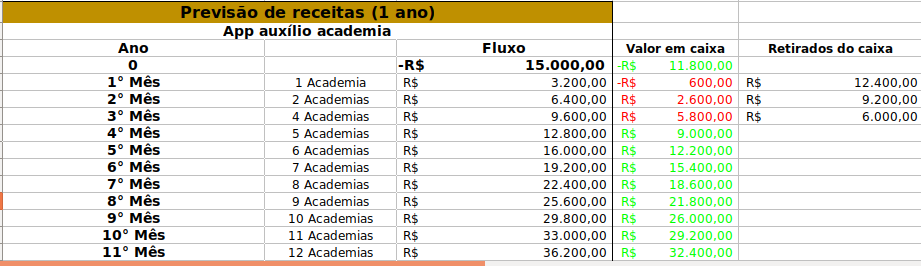 Previsão de receitas (1 ano)
App auxílio academia
Ano Fluxo Valor em caixa Retirados do caixa
0 -R$ 15.000,00 -R$ 11.800,00
1° Mês 1 Academia R$ 3.200,00 -R$ 600,00 R$ 12.400,00
2° Mês 2 Academias R$ 6.400,00 R$ 2.600,00 R$ 9.200,00
3° Mês 4 Academias R$ 9.600,00 R$ 5.800,00 R$ 6.000,00
4° Mês 5 Academias R$ 12.800,00 R$ 9.000,00
5° Mês 6 Academias R$ 16.000,00 R$ 12.200,00
6° Mês 7 Academias R$ 19.200,00 R$ 15.400,00
7° Mês 8 Academias R$ 22.400,00 R$ 18.600,00
8° Mês 9 Academias R$ 25.600,00 R$ 21.800,00
9° Mês 10 Academias R$ 29.800,00 R$ 26.000,00
10° Mês 11 Academias R$ 33.000,00 R$ 29.200,00
11° Mês 12 Academias R$ 36.200,00 R$ 32.400,00